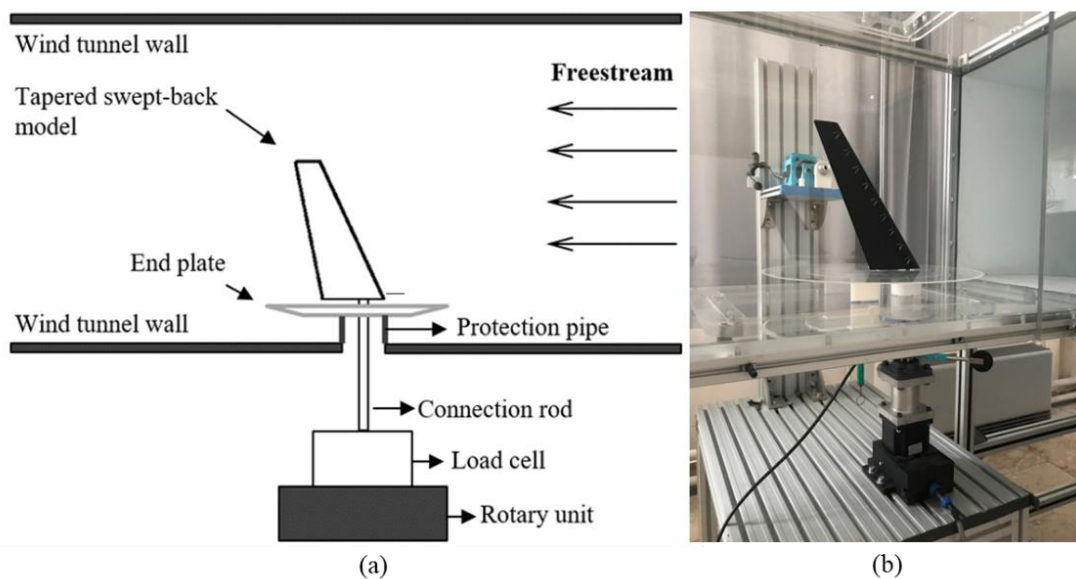 Wind tunnel wall
Freestream
Tapered swept-back
model
End plate
Wind tunnel wall
Protection pipe
Connection rod
Load cell
Rotary unit
(a)
(b)